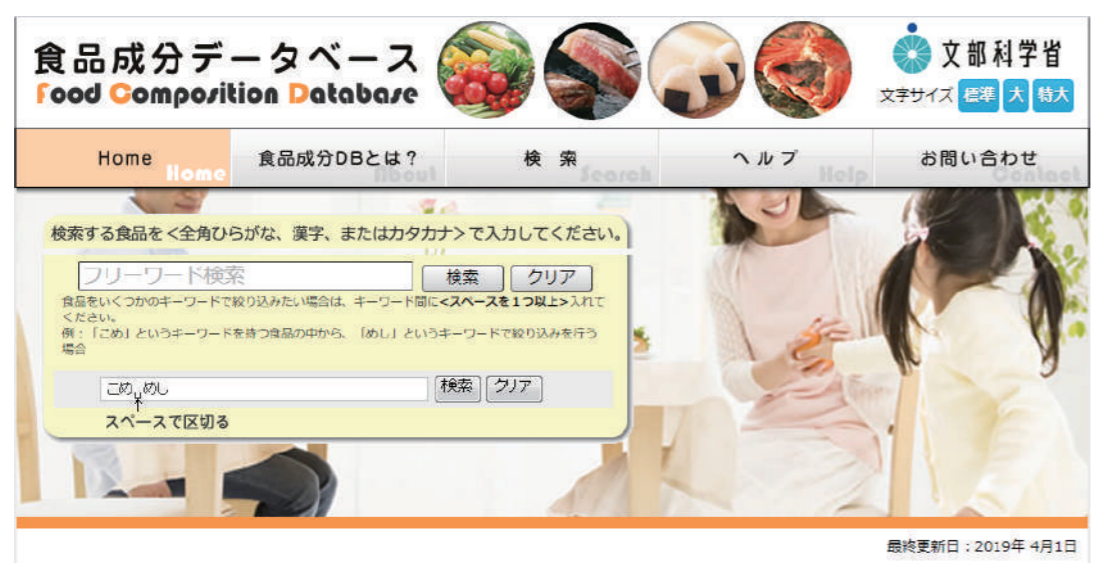 食品成分データベース
Food Composition Database
文部科学省
文字サイズ 標準 大 特大
Home 食品成分DBとは? 検 索 ヘルプ お問い合わせ
Home About Search Help Contact
検索する食品を<全角ひらがな、漢字、またはカタカナ>で入力してください。
フリーワード検索 検索 クリア
食品をいくつかのキーワードで絞り込みたい場合は、キーワード間に<スペースを1つ以上>入れて
ください。
例:「こめ」というキーワードを持つ食品の中から、「めし」というキーワードで絞り込みを行う
場合
こめ めし 検索 クリア
スペースで区切る
最終更新日:2019年 4月1日